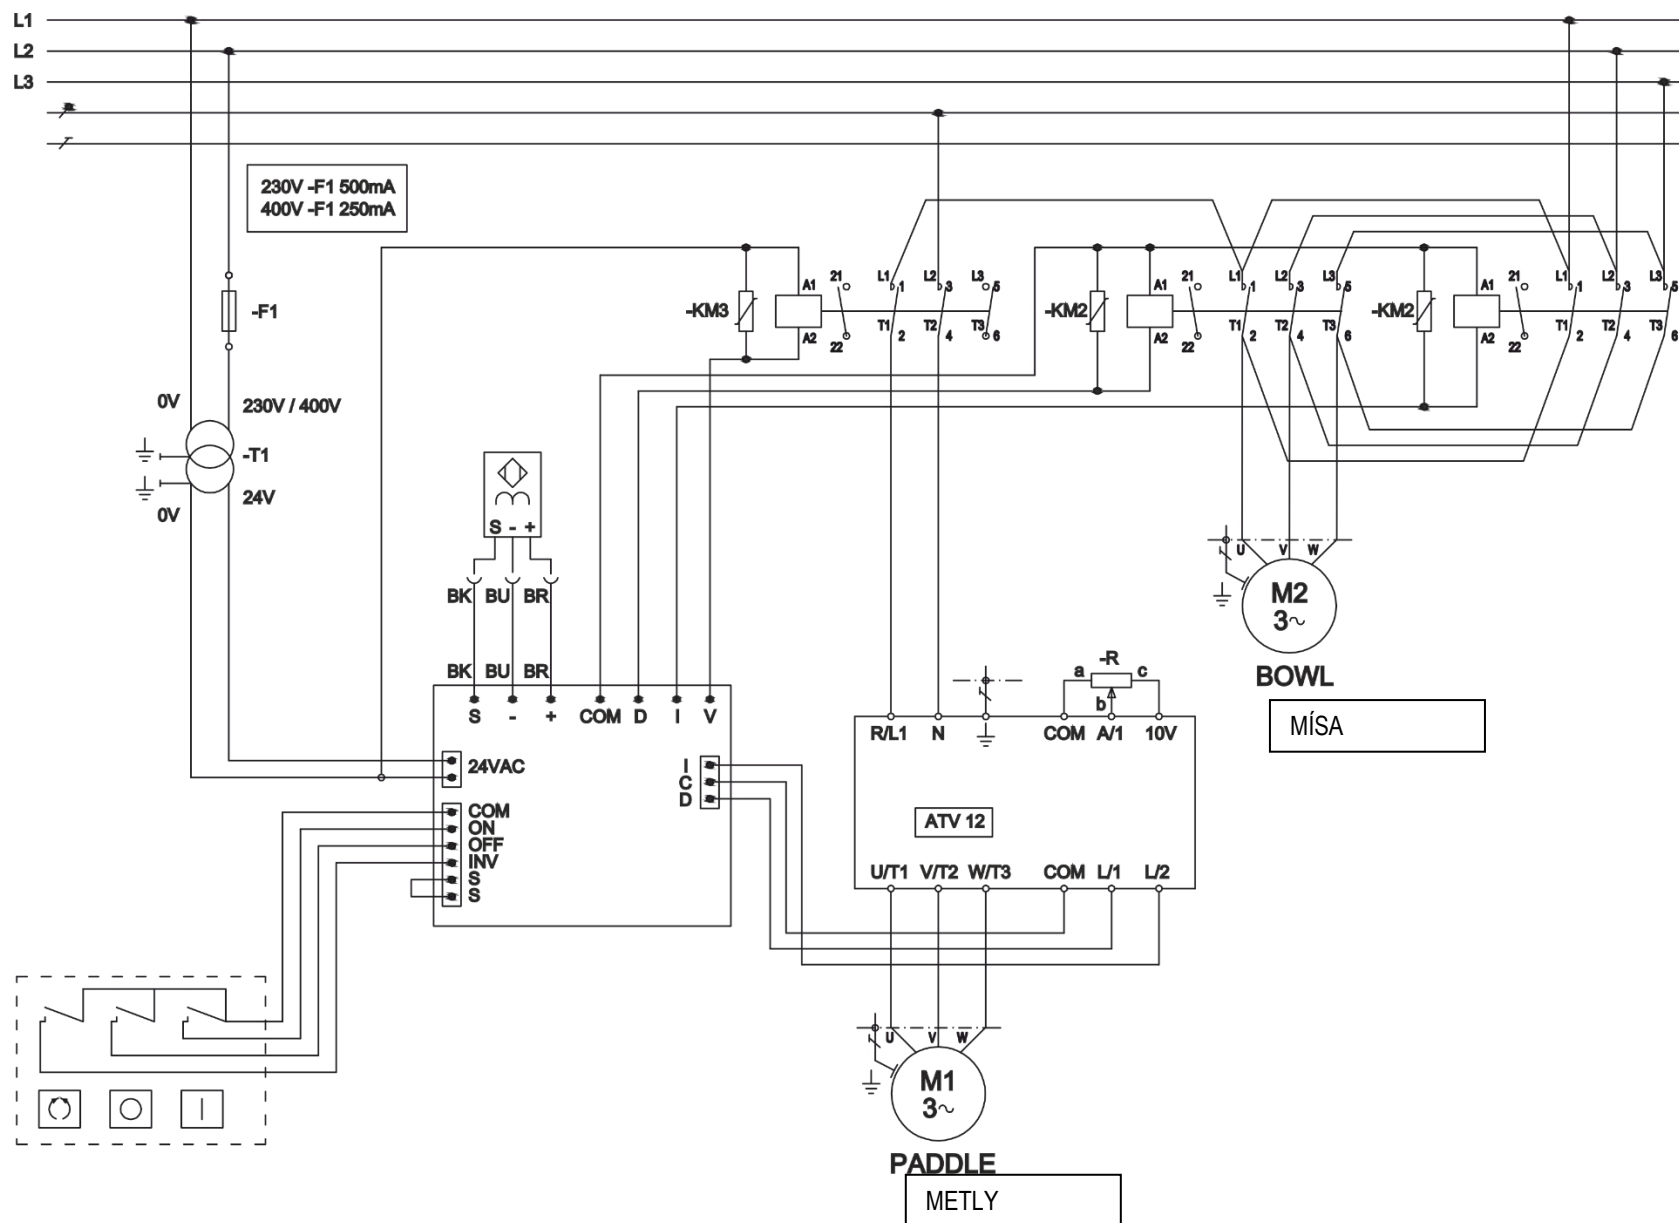 L1
L2
L3
230V -F1 500mA
400V -F1 250mA
-F1
0V
230V / 400V
-T1
0V
24V
-KM3
A1
A2
21
22
L1
1
L2
3
L3
5
T1
2
T2
4
T3
6
-KM2
A1
A2
21
22
L1
1
L2
3
L3
5
T1
2
T2
4
T3
6
-KM2
A1
A2
21
22
L1
1
L2
3
L3
5
T1
2
T2
4
T3
6
S - +
BK BU BR
BK BU BR
S - + COM D I V
24VAC
COM
ON
OFF
INV
S
S
I
C
D
U V W
M2
3~
BOWL
MÍSA
-R
a c
b
R/L1 N COM A/1 10V
ATV 12
U/T1 V/T2 W/T3 COM L/1 L/2
U V W
M1
3~
PADDLE
METLY